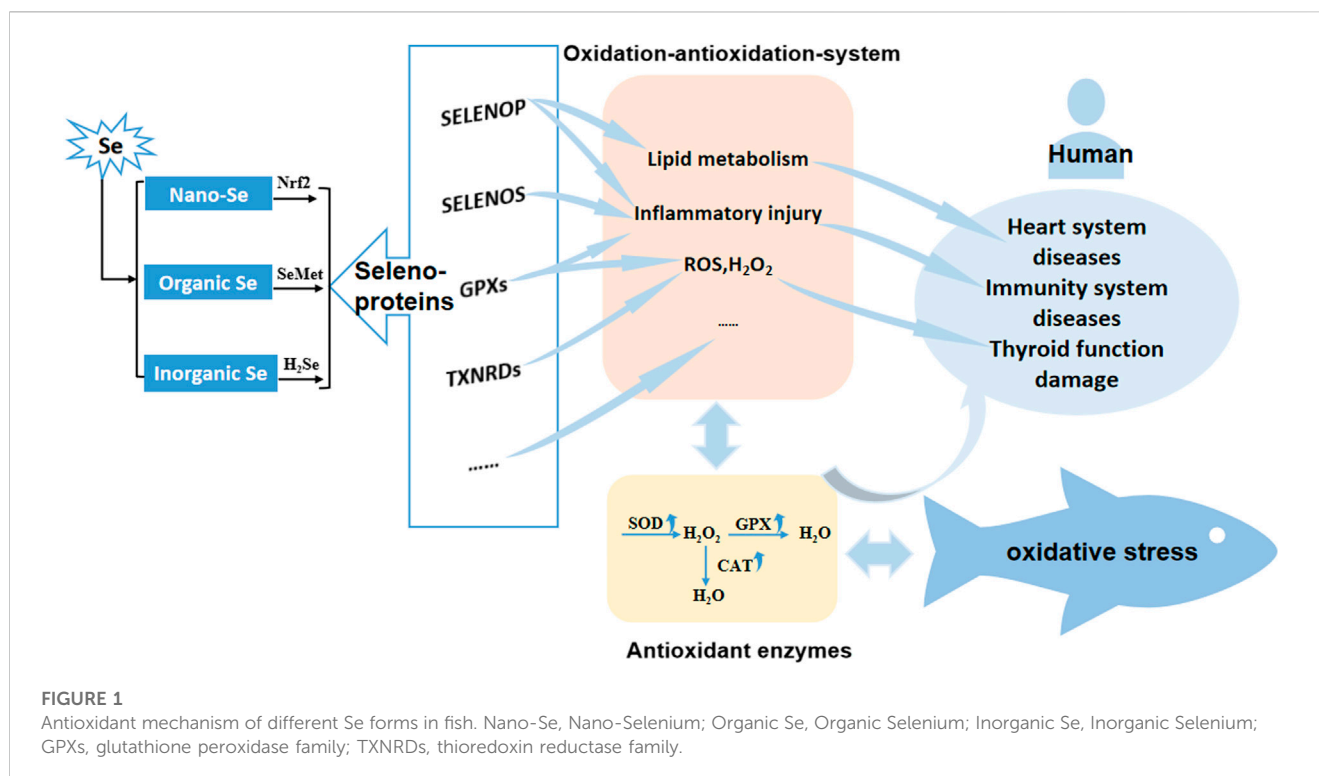 Oxidation-antioxidation-system
Se
Nano-Se
Nrf2
Organic Se
SeMet
Inorganic Se
H₂Se
Seleno-
proteins
SELENOP
SELENOS
GPXs
TXNRDs
......
Lipid metabolism
Inflammatory injury
ROS,H₂O₂
......
Human
Heart system
diseases
Immunity system
diseases
Thyroid function
damage
SOD
H₂O₂
GPX
H₂O
CAT
H₂O
Antioxidant enzymes
oxidative stress
FIGURE 1
Antioxidant mechanism of different Se forms in fish. Nano-Se, Nano-Selenium; Organic Se, Organic Selenium; Inorganic Se, Inorganic Selenium;
GPXs, glutathione peroxidase family; TXNRDs, thioredoxin reductase family.